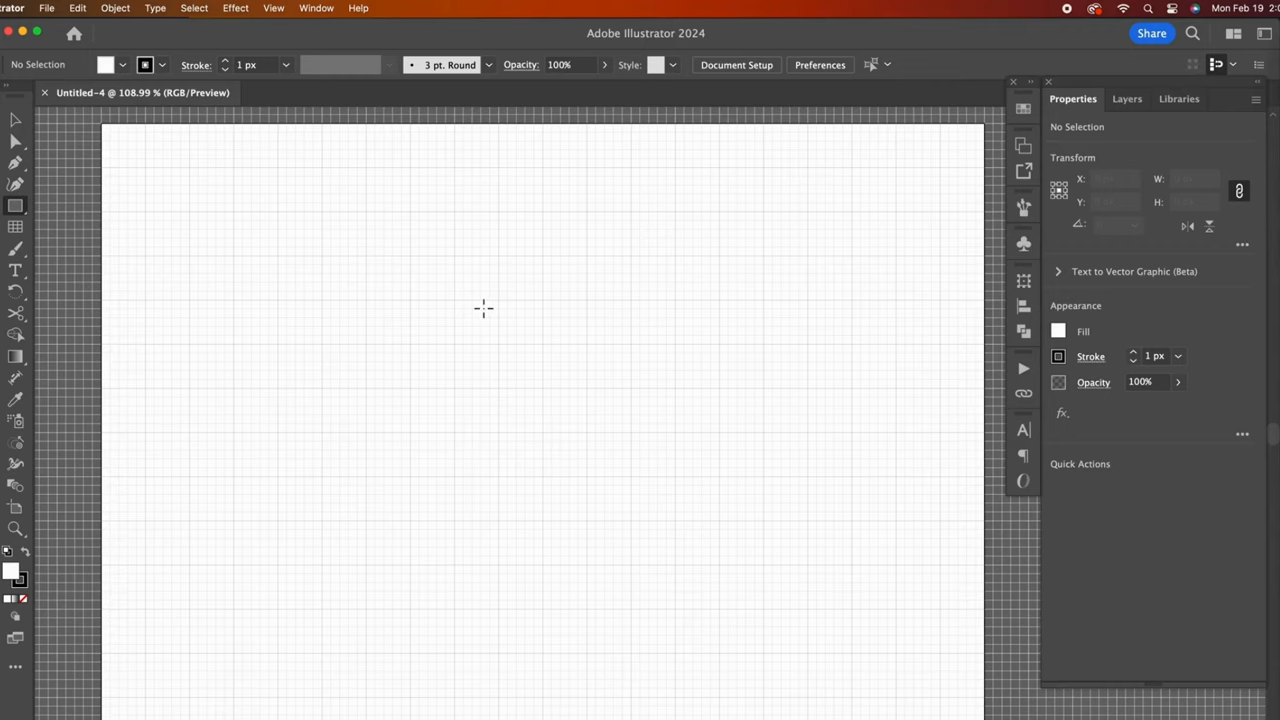 rator File Edit Object Type Select Effect View Window Help Mon Feb 19 2:0
Adobe Illustrator 2024 Share
No Selection Stroke: 1 px 3 pt. Round Opacity: 100% Style: Document Setup Preferences
Untitled-4 @ 108.99 % (RGB/Preview)
Properties Layers Libraries
No Selection
Transform
X: W:
Y: H:
Text to Vector Graphic (Beta)
Appearance
Fill
Stroke 1 px
Opacity 100%
fx.
Quick Actions